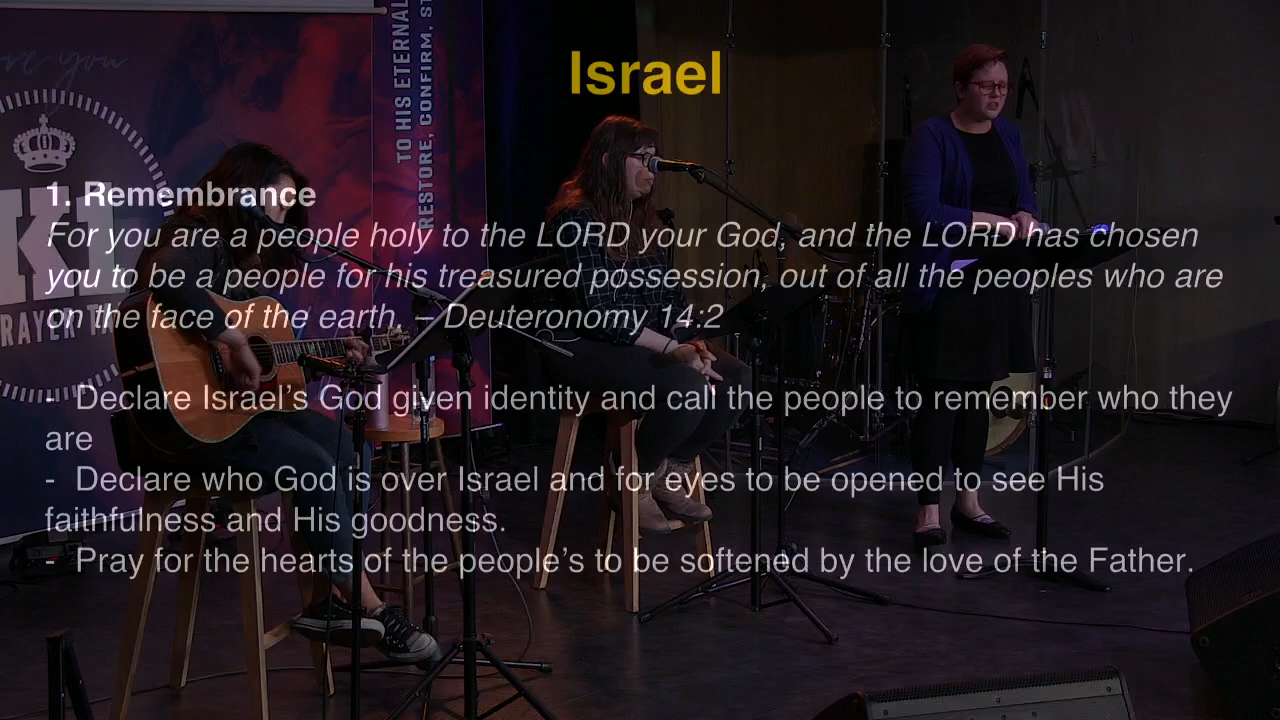 ve you
TO HIS ETERNAL
RESTORE, CONFIRM, ST
Israel
1. Remembrance
For you are a people holy to the LORD your God, and the LORD has chosen
you to be a people for his treasured possession, out of all the peoples who are
on the face of the earth. – Deuteronomy 14:2
- Declare Israel’s God given identity and call the people to remember who they
are
- Declare who God is over Israel and for eyes to be opened to see His
faithfulness and His goodness.
- Pray for the hearts of the people’s to be softened by the love of the Father.